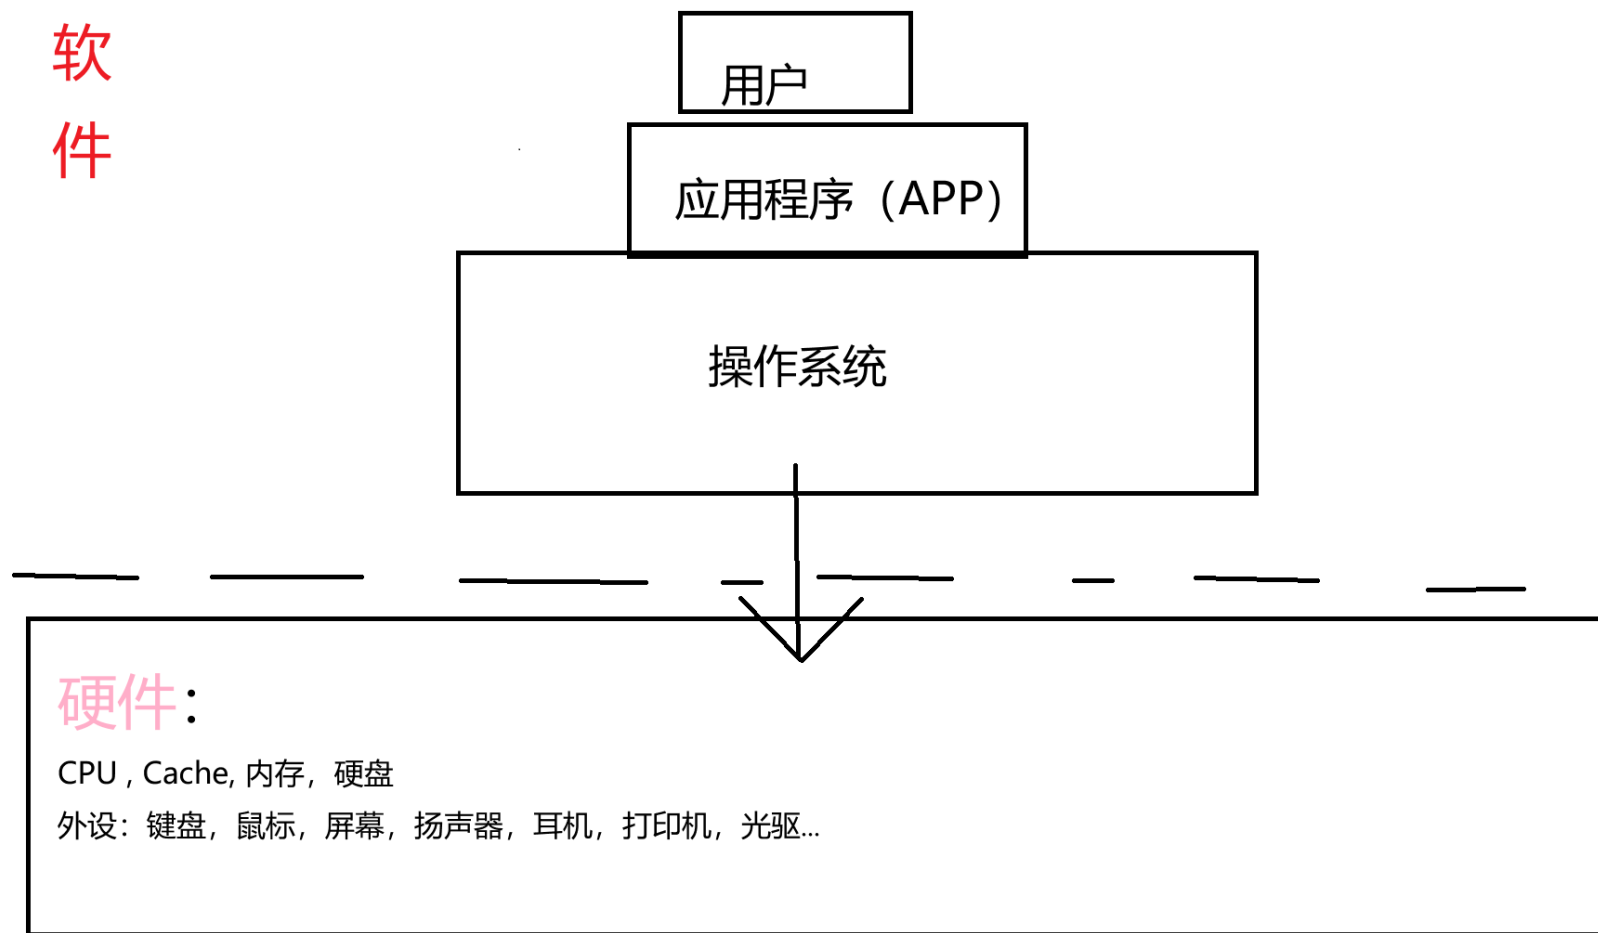 软
件
用户
应用程序（APP）
操作系统
硬件：
CPU , Cache, 内存，硬盘
外设：键盘，鼠标，屏幕，扬声器，耳机，打印机，光驱...